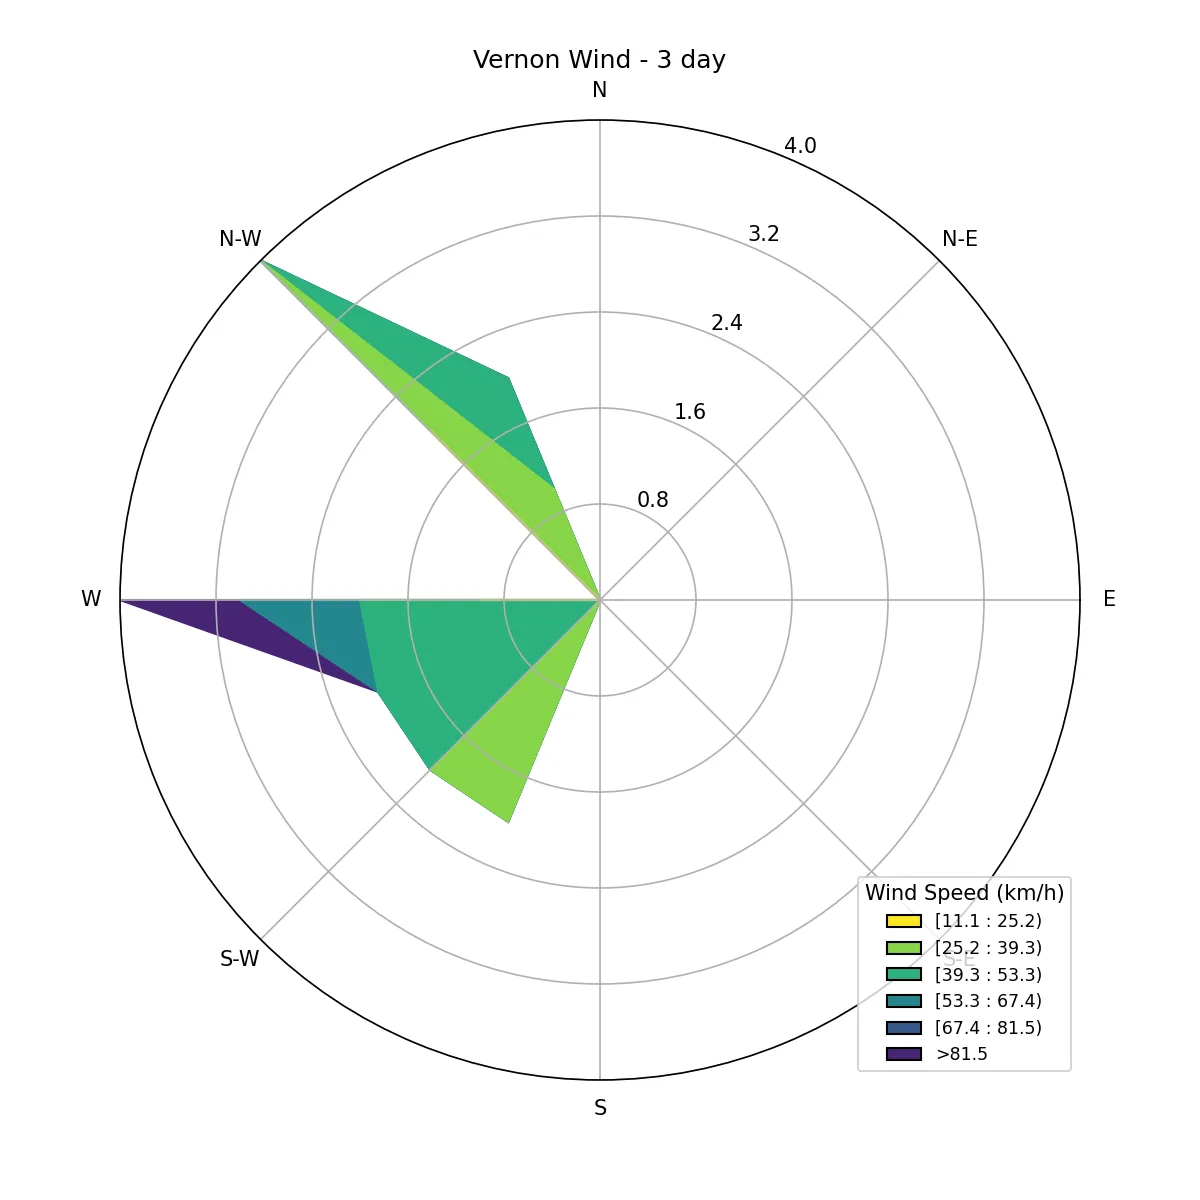 Vernon Wind - 3 day
N
4.0
N-W
N-E
3.2
2.4
1.6
0.8
W
E
S-W
S-E
S
Wind Speed (km/h)
[11.1 : 25.2)
[25.2 : 39.3)
[39.3 : 53.3)
[53.3 : 67.4)
[67.4 : 81.5)
>81.5